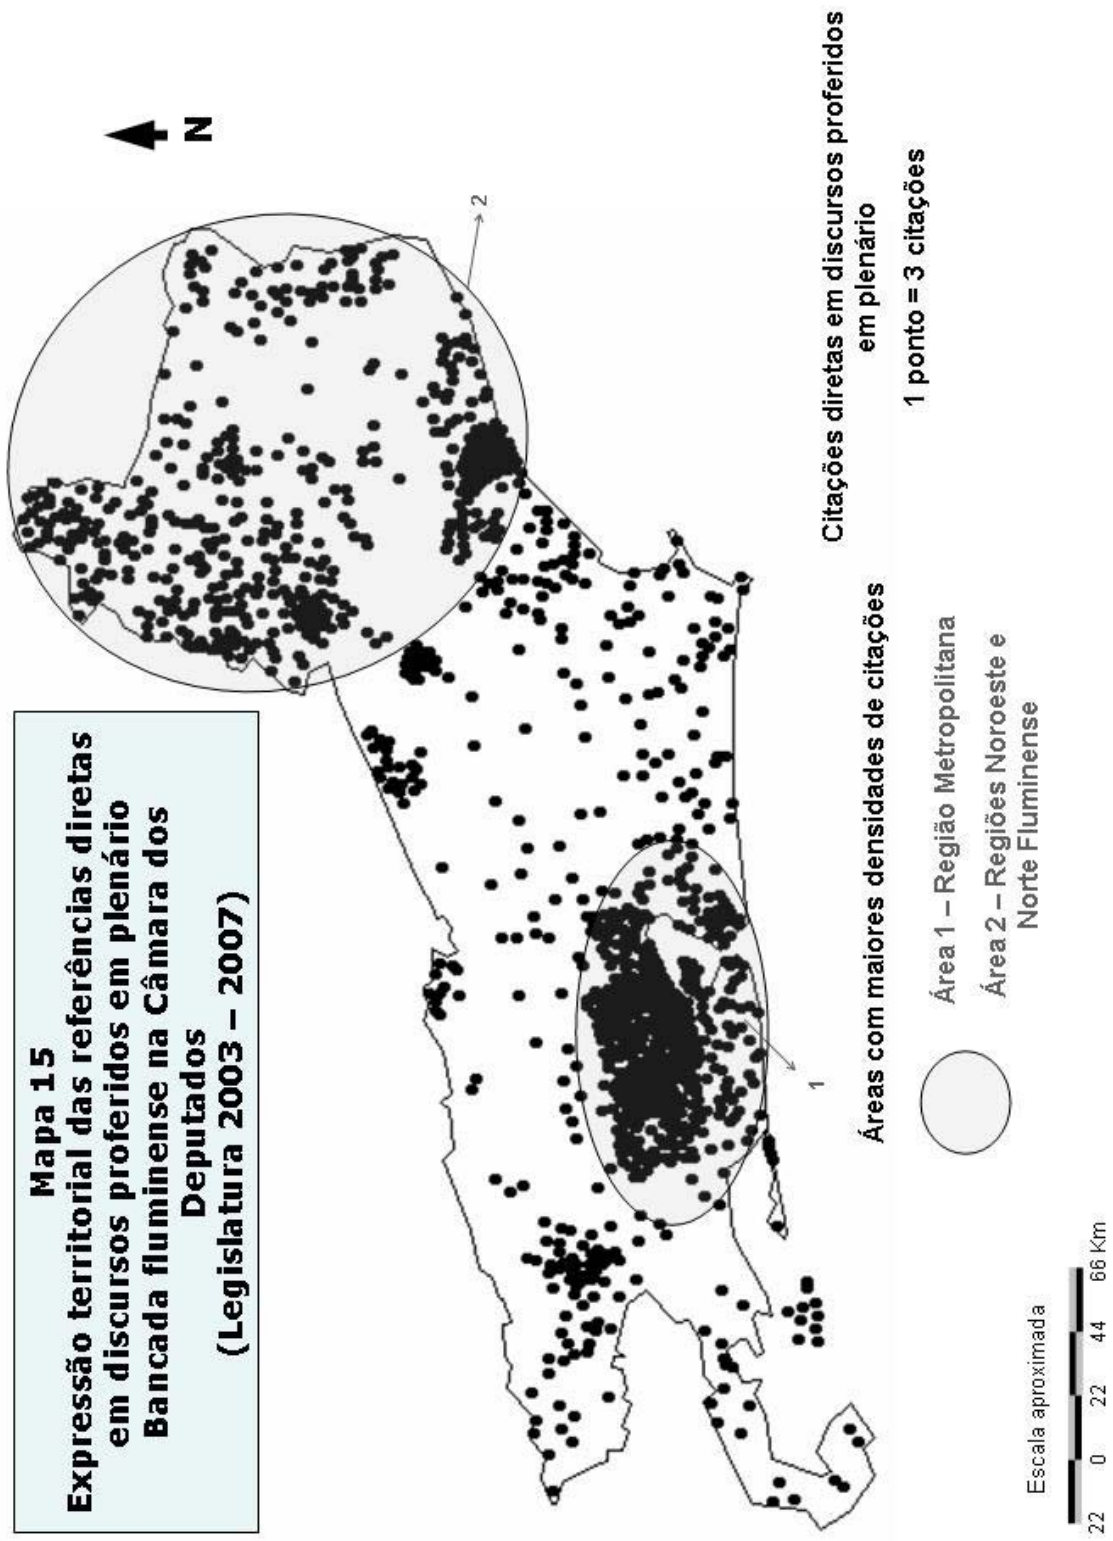 Mapa 15
Expressão territorial das referências diretas
em discursos proferidos em plenário
Bancada fluminense na Câmara dos
Deputados
(Legislatura 2003 – 2007)
N
2
1
Citações diretas em discursos proferidos
em plenário
1 ponto = 3 citações
Áreas com maiores densidades de citações
Área 1 – Região Metropolitana
Área 2 – Regiões Noroeste e
Norte Fluminense
Escala aproximada
22 0 22 44 66 Km